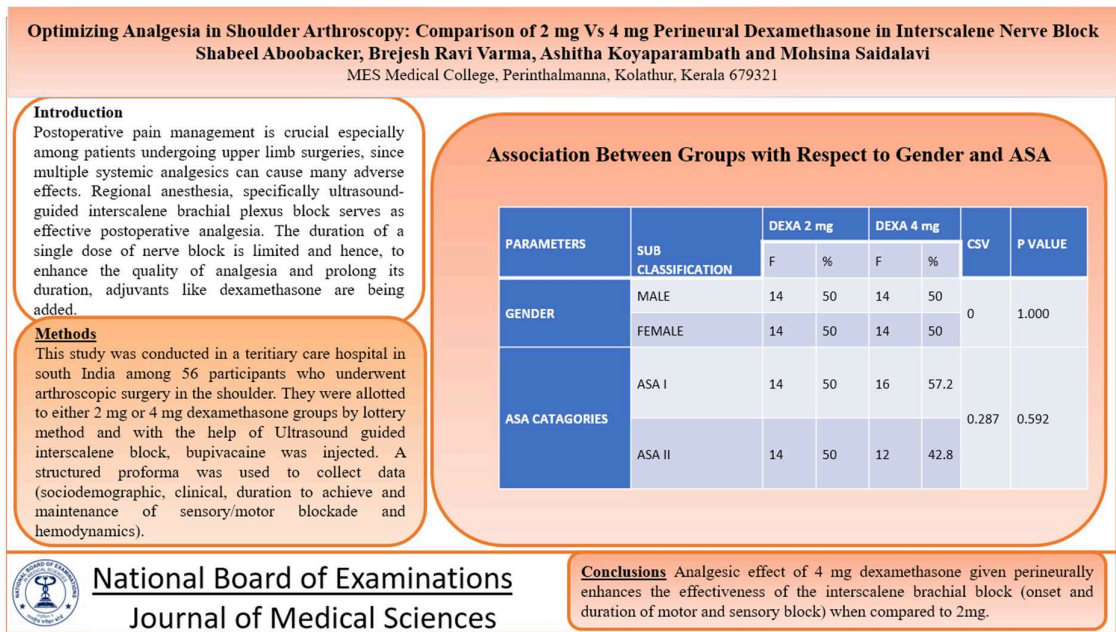 Optimizing Analgesia in Shoulder Arthroscopy: Comparison of 2 mg Vs 4 mg Perineural Dexamethasone in Interscalene Nerve Block
Shabeel Aboobacker, Brejesh Ravi Varma, Ashitha Koyaparambath and Mohsina Saidalavi
MES Medical College, Perinthalmanna, Kolathur, Kerala 679321
Introduction
Postoperative pain management is crucial especially
among patients undergoing upper limb surgeries, since
multiple systemic analgesics can cause many adverse
effects. Regional anesthesia, specifically ultrasound-
guided interscalene brachial plexus block serves as
effective postoperative analgesia. The duration of a
single dose of nerve block is limited and hence, to
enhance the quality of analgesia and prolong its
duration, adjuvants like dexamethasone are being
added.
Methods
This study was conducted in a teritiary care hospital in
south India among 56 participants who underwent
arthroscopic surgery in the shoulder. They were allotted
to either 2 mg or 4 mg dexamethasone groups by lottery
method and with the help of Ultrasound guided
interscalene block, bupivacaine was injected. A
structured proforma was used to collect data
(sociodemographic, clinical, duration to achieve and
maintenance of sensory/motor blockade and
hemodynamics).
Association Between Groups with Respect to Gender and ASA
PARAMETERS SUB CLASSIFICATION DEXA 2 mg DEXA 4 mg CSV P VALUE
F % F %
GENDER MALE 14 50 14 50 0 1.000
FEMALE 14 50 14 50
ASA CATAGORIES ASA I 14 50 16 57.2 0.287 0.592
ASA II 14 50 12 42.8
National Board of Examinations
Journal of Medical Sciences
Conclusions Analgesic effect of 4 mg dexamethasone given perineurally
enhances the effectiveness of the interscalene brachial block (onset and
duration of motor and sensory block) when compared to 2mg.